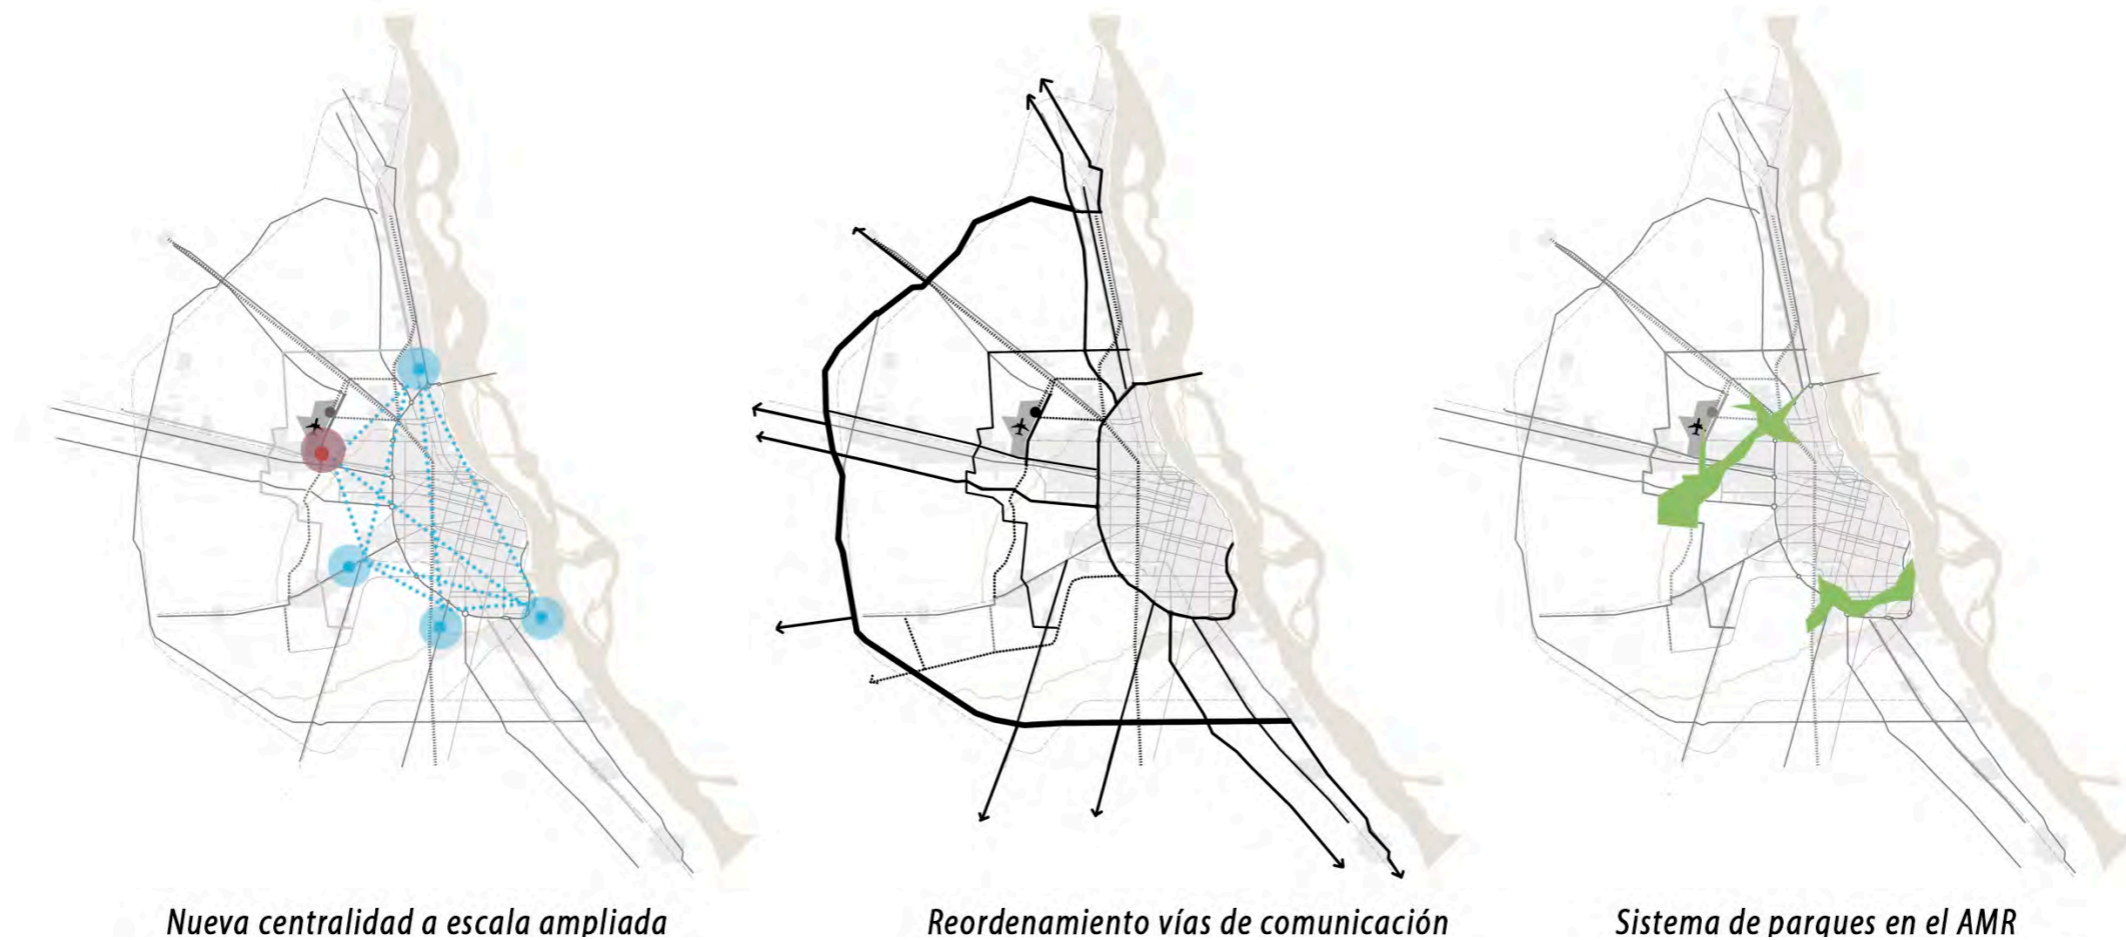 Nueva centralidad a escala ampliada
Reordenamiento vías de comunicación
Sistema de parques en el AMR